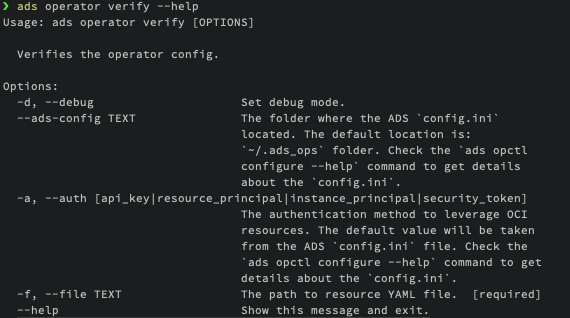 ❯ ads operator verify --help
Usage: ads operator verify [OPTIONS]
Verifies the operator config.
Options:
-d, --debug Set debug mode.
--ads-config TEXT The folder where the ADS `config.ini`
located. The default location is:
`~/.ads_ops` folder. Check the `ads opctl
configure --help` command to get details
about the `config.ini`.
-a, --auth [api_key|resource_principal|instance_principal|security_token]
The authentication method to leverage OCI
resources. The default value will be taken
from the ADS `config.ini` file. Check the
`ads opctl configure --help` command to get
details about the `config.ini`.
-f, --file TEXT The path to resource YAML file. [required]
--help Show this message and exit.